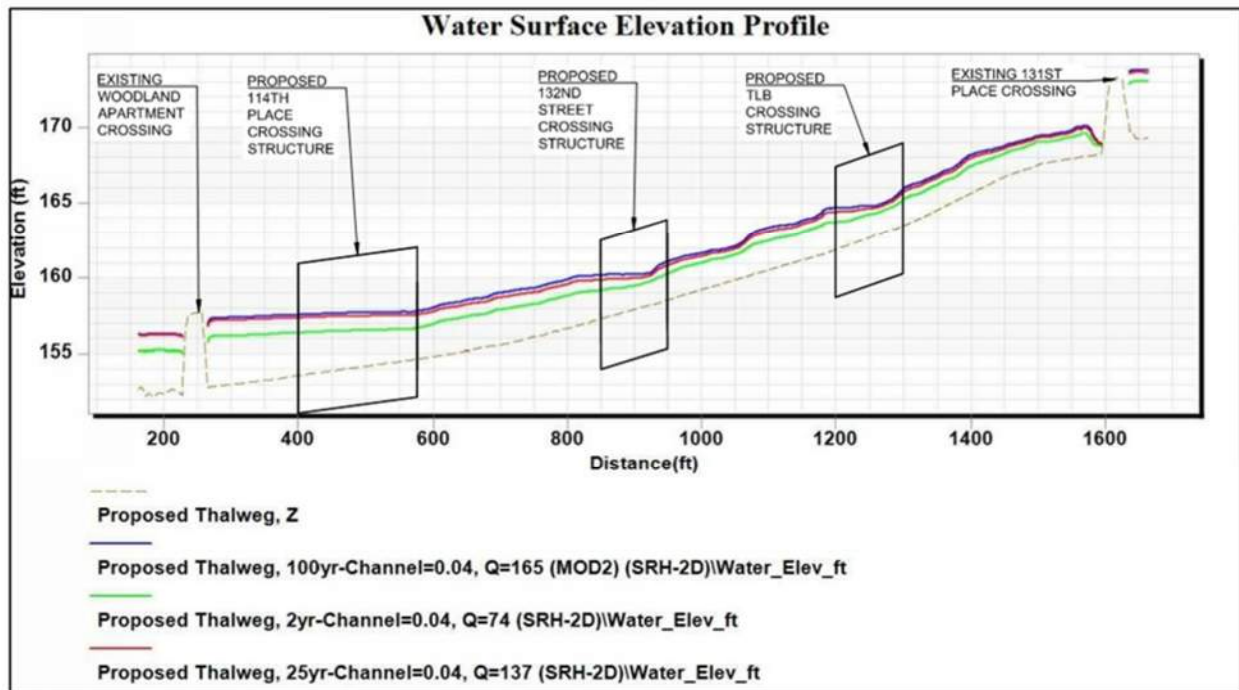 Water Surface Elevation Profile
EXISTING
WOODLAND
APARTMENT
CROSSING
PROPOSED
114TH
PLACE
CROSSING
STRUCTURE
PROPOSED
132ND
STREET
CROSSING
STRUCTURE
PROPOSED
TLB
CROSSING
STRUCTURE
EXISTING 131ST
PLACE CROSSING
170
165
160
155
Elevation (ft)
200 400 600 800 1000 1200 1400 1600
Distance(ft)
Proposed Thalweg, Z
Proposed Thalweg, 100yr-Channel=0.04, Q=165 (MOD2) (SRH-2D)\Water_Elev_ft
Proposed Thalweg, 2yr-Channel=0.04, Q=74 (SRH-2D)\Water_Elev_ft
Proposed Thalweg, 25yr-Channel=0.04, Q=137 (SRH-2D)\Water_Elev_ft